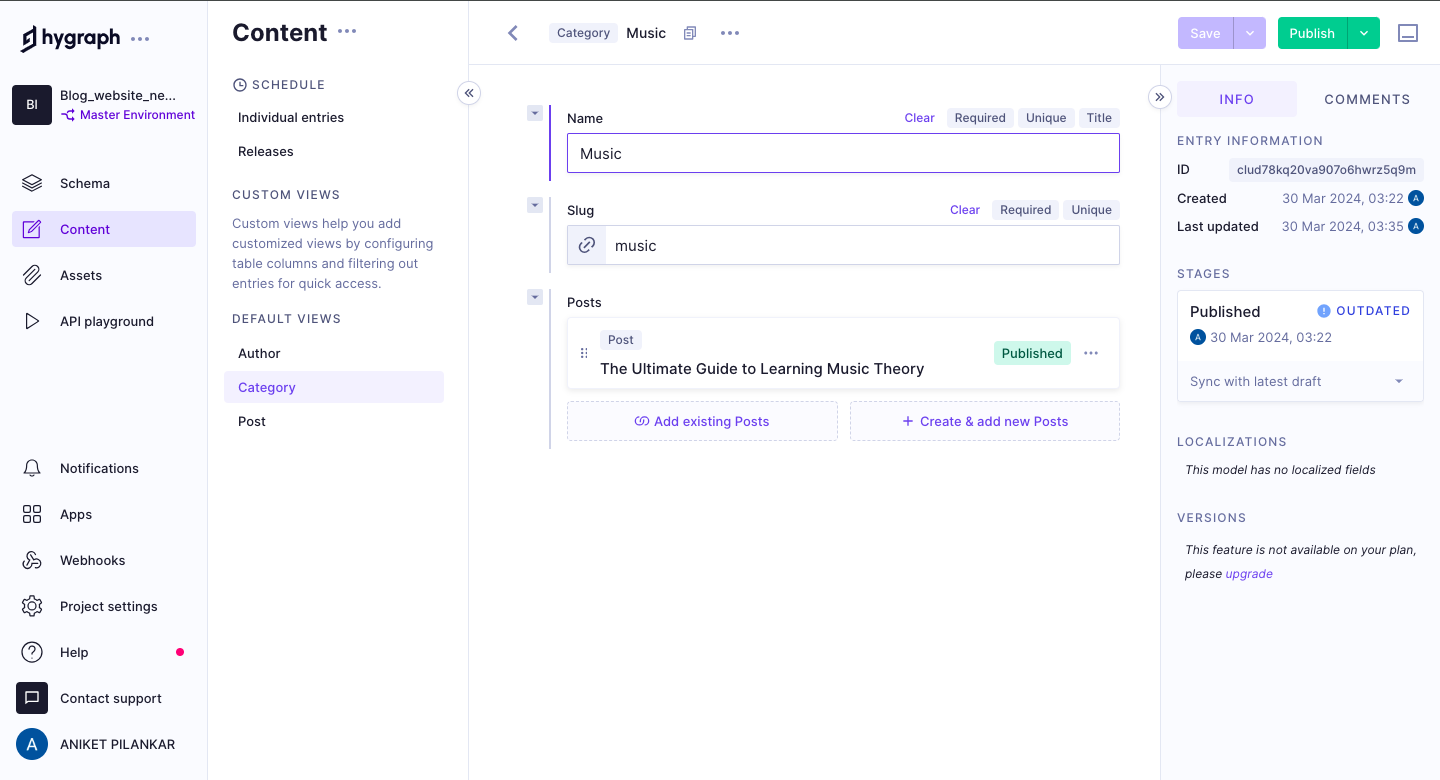 hygraph
BI
Blog_website_ne...
Master Environment
Schema
Content
Assets
API playground
Notifications
Apps
Webhooks
Project settings
Help
Contact support
A
ANIKET PILANKAR
Content
SCHEDULE
Individual entries
Releases
CUSTOM VIEWS
Custom views help you add
customized views by configuring
table columns and filtering out
entries for quick access.
DEFAULT VIEWS
Author
Category
Post
Category Music
Save
Publish
Name Clear Required Unique Title
Music
Slug Clear Required Unique
music
Posts
Post
The Ultimate Guide to Learning Music Theory
Published
Add existing Posts
Create & add new Posts
INFO COMMENTS
ENTRY INFORMATION
ID clud78kq20va907o6hwrz5q9m
Created 30 Mar 2024, 03:22 A
Last updated 30 Mar 2024, 03:35 A
STAGES
Published OUTDATED
A 30 Mar 2024, 03:22
Sync with latest draft
LOCALIZATIONS
This model has no localized fields
VERSIONS
This feature is not available on your plan,
please upgrade